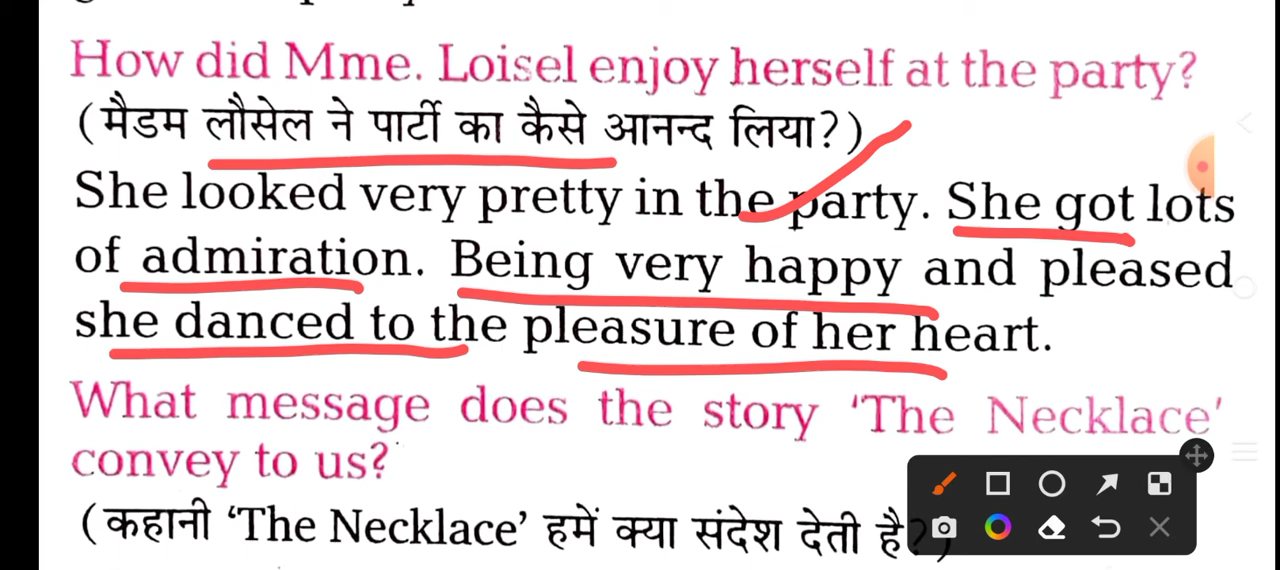 How did Mme. Loisel enjoy herself at the party?
(मैडम लौसेल ने पार्टी का कैसे आनन्द लिया?)
She looked very pretty in the party. She got lots
of admiration. Being very happy and pleased
she danced to the pleasure of her heart.
What message does the story ‘The Necklace’
convey to us?
(कहानी ‘The Necklace’ हमें क्या संदेश देती है?)